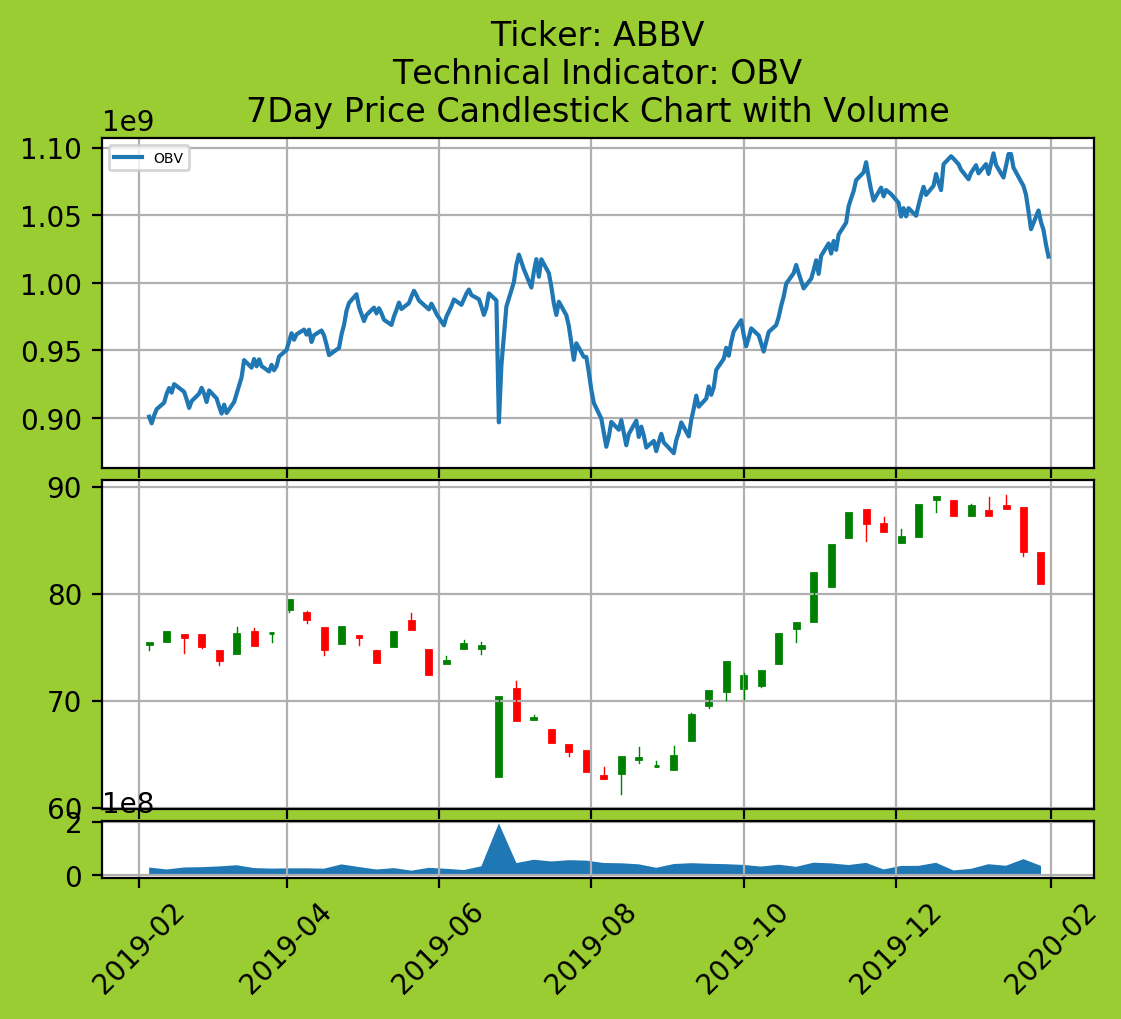 Ticker: ABBV
Technical Indicator: OBV
7Day Price Candlestick Chart with Volume
1e9
OBV
1.10
1.05
1.00
0.95
0.90
90
80
70
60
1e8
2
0
2019-02 2019-04 2019-06 2019-08 2019-10 2019-12 2020-02